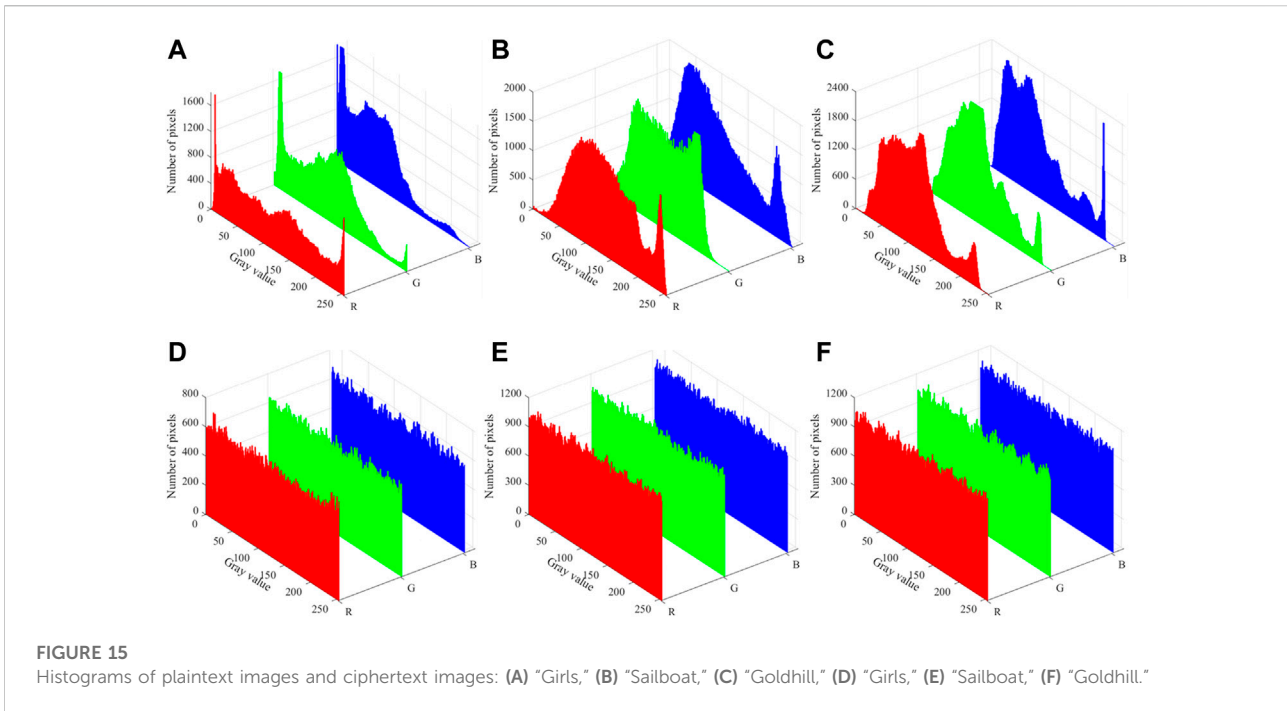 A
B
C
1600
1200
800
400
0
Number of pixels
0
50
100
150
200
250
Gray value
R
G
B
2000
1500
1000
500
0
Number of pixels
0
50
100
150
200
250
Gray value
R
G
B
2400
1800
1200
600
0
Number of pixels
0
50
100
150
200
250
Gray value
R
G
B
D
E
F
800
600
400
200
0
Number of pixels
0
50
100
150
200
250
Gray value
R
G
B
1200
900
600
300
0
Number of pixels
0
50
100
150
200
250
Gray value
R
G
B
1200
900
600
300
0
Number of pixels
0
50
100
150
200
250
Gray value
R
G
B
FIGURE 15
Histograms of plaintext images and ciphertext images: (A) “Girls,” (B) “Sailboat,” (C) “Goldhill,” (D) “Girls,” (E) “Sailboat,” (F) “Goldhill.”